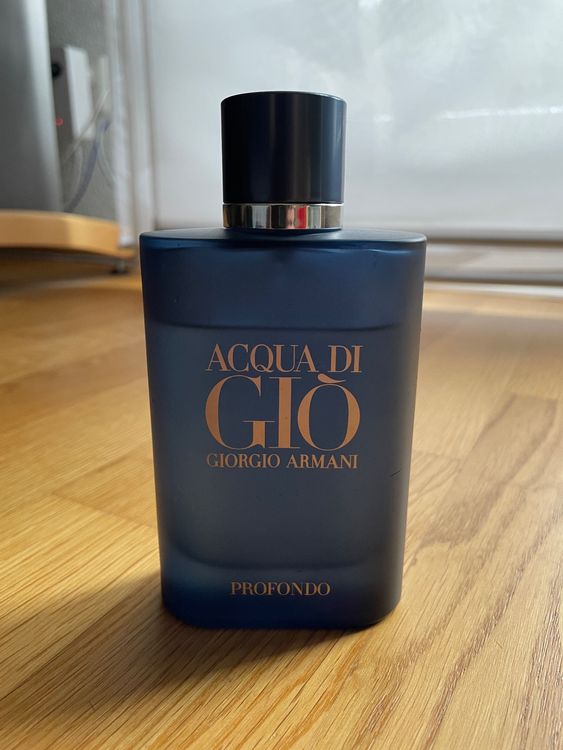 ACQUA DI
GIÒ
GIORGIO ARMANI
PROFONDO